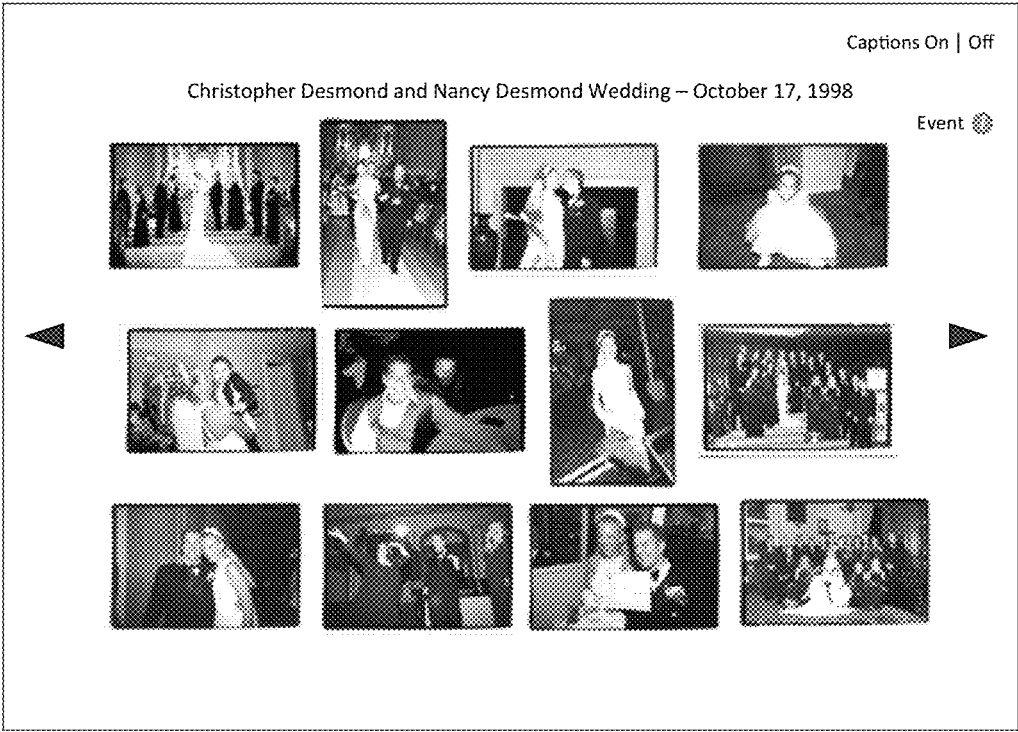 Captions On | Off
Christopher Desmond and Nancy Desmond Wedding – October 17, 1998
Event